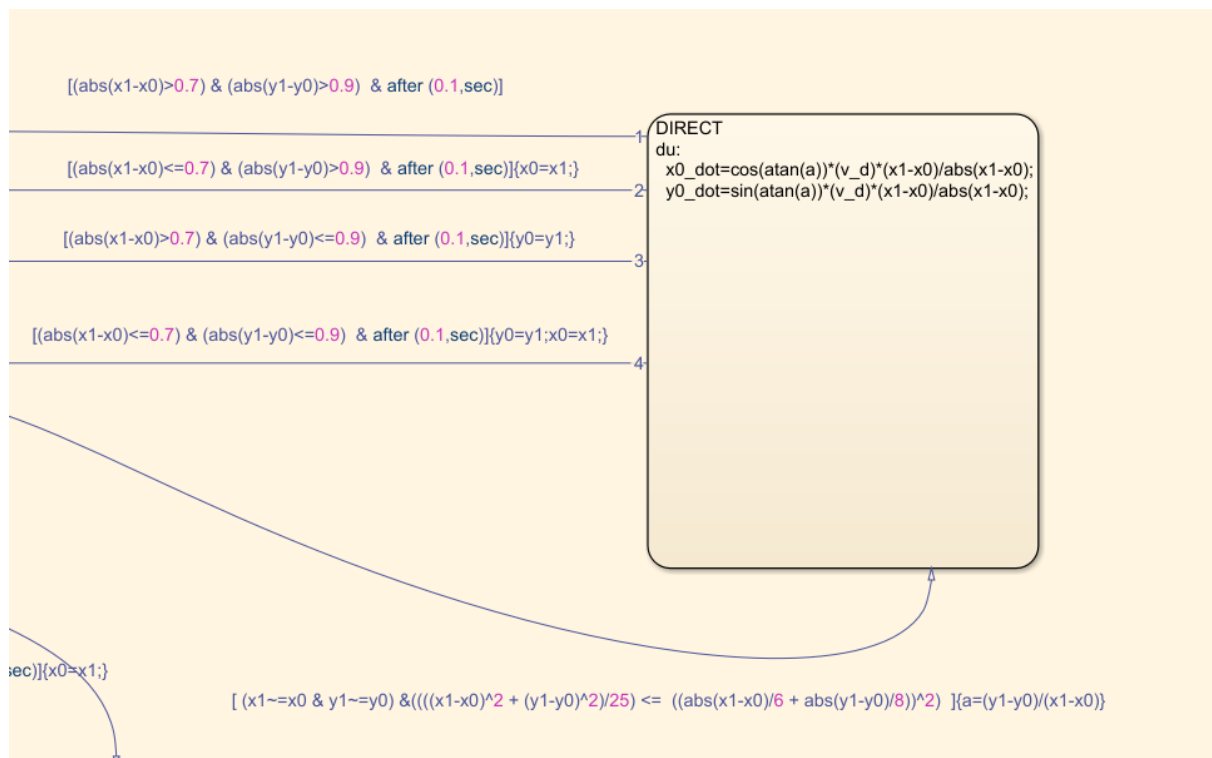 [(abs(x1-x0)>0.7) & (abs(y1-y0)>0.9)  & after (0.1,sec)]
1
DIRECT
du:
[(abs(x1-x0)<=0.7) & (abs(y1-y0)>0.9)  & after (0.1,sec)]{x0=x1;}
x0_dot=cos(atan(a))*(v_d)*(x1-x0)/abs(x1-x0);
2
y0_dot=sin(atan(a))*(v_d)*(x1-x0)/abs(x1-x0);
[(abs(x1-x0)>0.7) & (abs(y1-y0)<=0.9)  & after (0.1,sec)]{y0=y1;}
3
[(abs(x1-x0)<=0.7) & (abs(y1-y0)<=0.9)  & after (0.1,sec)]{y0=y1;x0=x1;}
4
sec)]{x0=x1;}
[ (x1~=x0 & y1~=y0) &((((x1-x0)^2 + (y1-y0)^2)/25) <=  ((abs(x1-x0)/6 + abs(y1-y0)/8))^2)  ]{a=(y1-y0)/(x1-x0)}